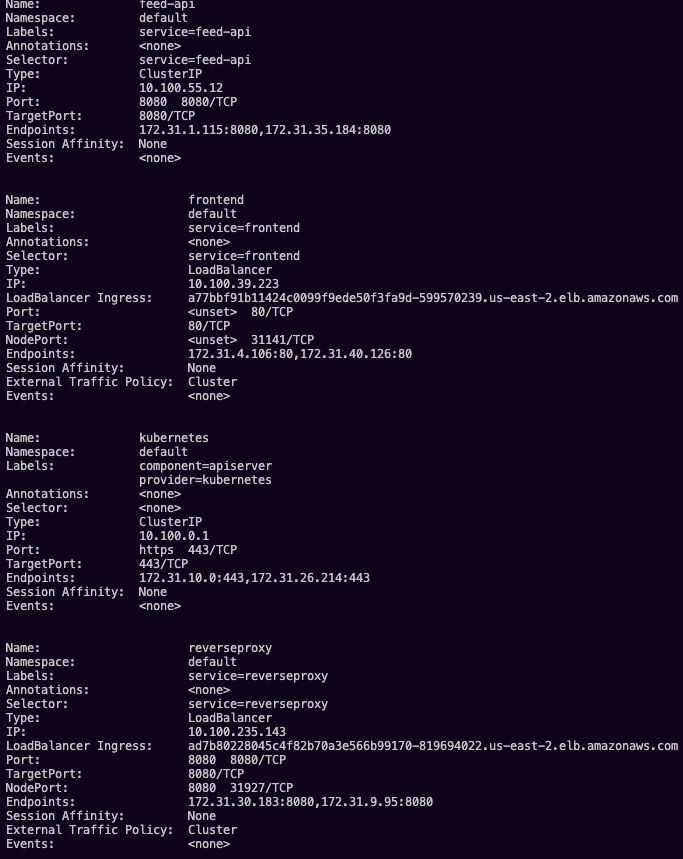 Name:              feed-api
Namespace:         default
Labels:            service=feed-api
Annotations:       <none>
Selector:          service=feed-api
Type:              ClusterIP
IP:                10.100.55.12
Port:              8080  8080/TCP
TargetPort:        8080/TCP
Endpoints:         172.31.1.115:8080,172.31.35.184:8080
Session Affinity:  None
Events:            <none>

Name:                     frontend
Namespace:                default
Labels:                   service=frontend
Annotations:              <none>
Selector:                 service=frontend
Type:                     LoadBalancer
IP:                       10.100.39.223
LoadBalancer Ingress:     a77bbf91b11424c0099f9ede50f3fa9d-599570239.us-east-2.elb.amazonaws.com
Port:                     <unset>  80/TCP
TargetPort:               80/TCP
NodePort:                 <unset>  31141/TCP
Endpoints:                172.31.4.106:80,172.31.40.126:80
Session Affinity:         None
External Traffic Policy:  Cluster
Events:                   <none>

Name:              kubernetes
Namespace:         default
Labels:            component=apiserver
                   provider=kubernetes
Annotations:       <none>
Selector:          <none>
Type:              ClusterIP
IP:                10.100.0.1
Port:              https  443/TCP
TargetPort:        443/TCP
Endpoints:         172.31.10.0:443,172.31.26.214:443
Session Affinity:  None
Events:            <none>

Name:                     reverseproxy
Namespace:                default
Labels:                   service=reverseproxy
Annotations:              <none>
Selector:                 service=reverseproxy
Type:                     LoadBalancer
IP:                       10.100.235.143
LoadBalancer Ingress:     ad7b80228045c4f82b70a3e566b99170-819694022.us-east-2.elb.amazonaws.com
Port:                     8080  8080/TCP
TargetPort:               8080/TCP
NodePort:                 8080  31927/TCP
Endpoints:                172.31.30.183:8080,172.31.9.95:8080
Session Affinity:         None
External Traffic Policy:  Cluster
Events:                   <none>